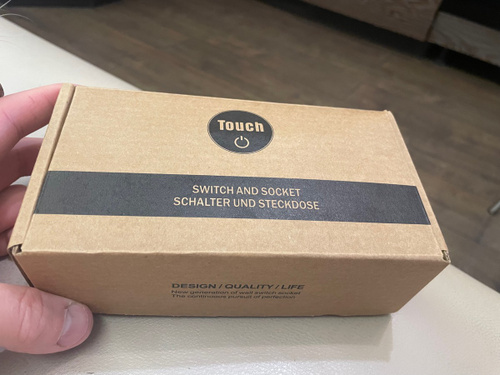 Touch
SWITCH AND SOCKET
SCHALTER UND STECKDOSE
DESIGN / QUALITY / LIFE
New generation of wall switch socket
The continuous pursuit of perfection